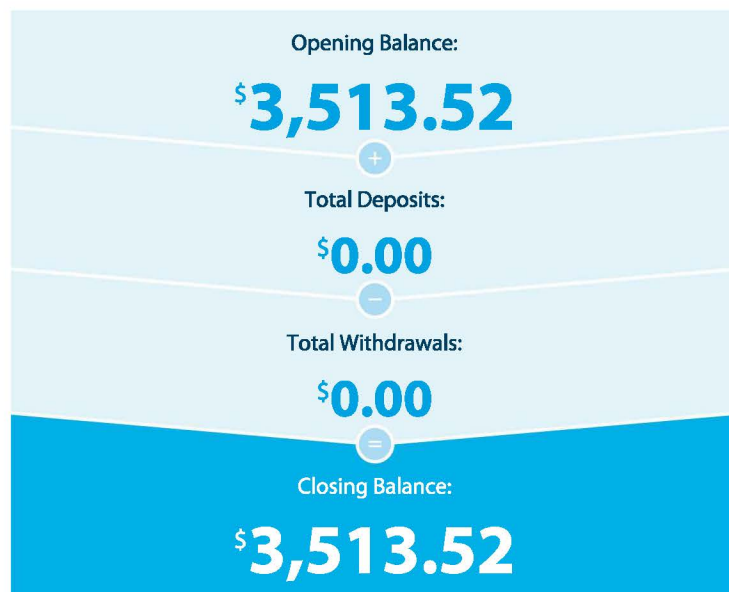 Opening Balance:
$3,513.52
+
Total Deposits:
$0.00
−
Total Withdrawals:
$0.00
=
Closing Balance:
$3,513.52